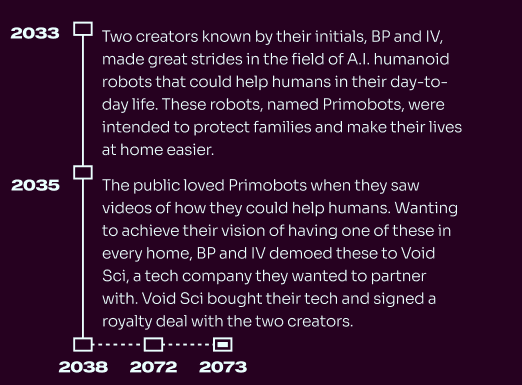 2033
Two creators known by their initials, BP and IV,
made great strides in the field of A.I. humanoid
robots that could help humans in their day-to-
day life. These robots, named Primobots, were
intended to protect families and make their lives
at home easier.
2035
The public loved Primobots when they saw
videos of how they could help humans. Wanting
to achieve their vision of having one of these in
every home, BP and IV demoed these to Void
Sci, a tech company they wanted to partner
with. Void Sci bought their tech and signed a
royalty deal with the two creators.
2038 2072 2073